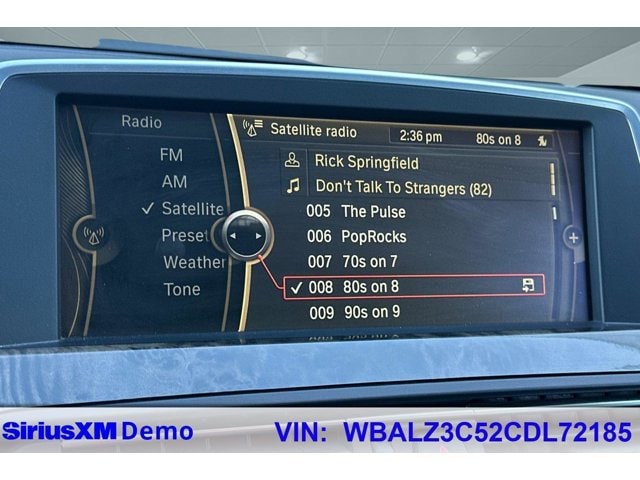 Radio
Satellite radio 2:36 pm 80s on 8
FM
AM
Satellite
Preset
Weather
Tone
Rick Springfield
Don't Talk To Strangers (82)
005 The Pulse
006 PopRocks
007 70s on 7
008 80s on 8
009 90s on 9
SiriusXM Demo VIN: WBALZ3C52CDL72185